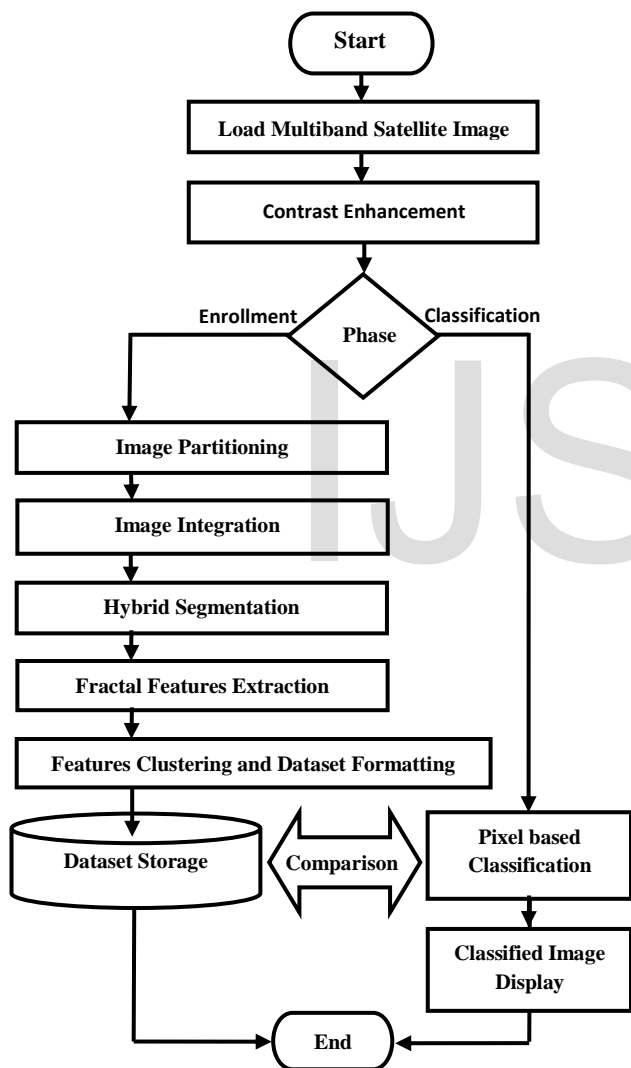 Start
Load Multiband Satellite Image
Contrast Enhancement
Enrollment
Phase
Classification
Image Partitioning
Image Integration
Hybrid Segmentation
Fractal Features Extraction
Features Clustering and Dataset Formatting
Dataset Storage
Comparison
Pixel based
Classification
Classified Image
Display
End
IJS